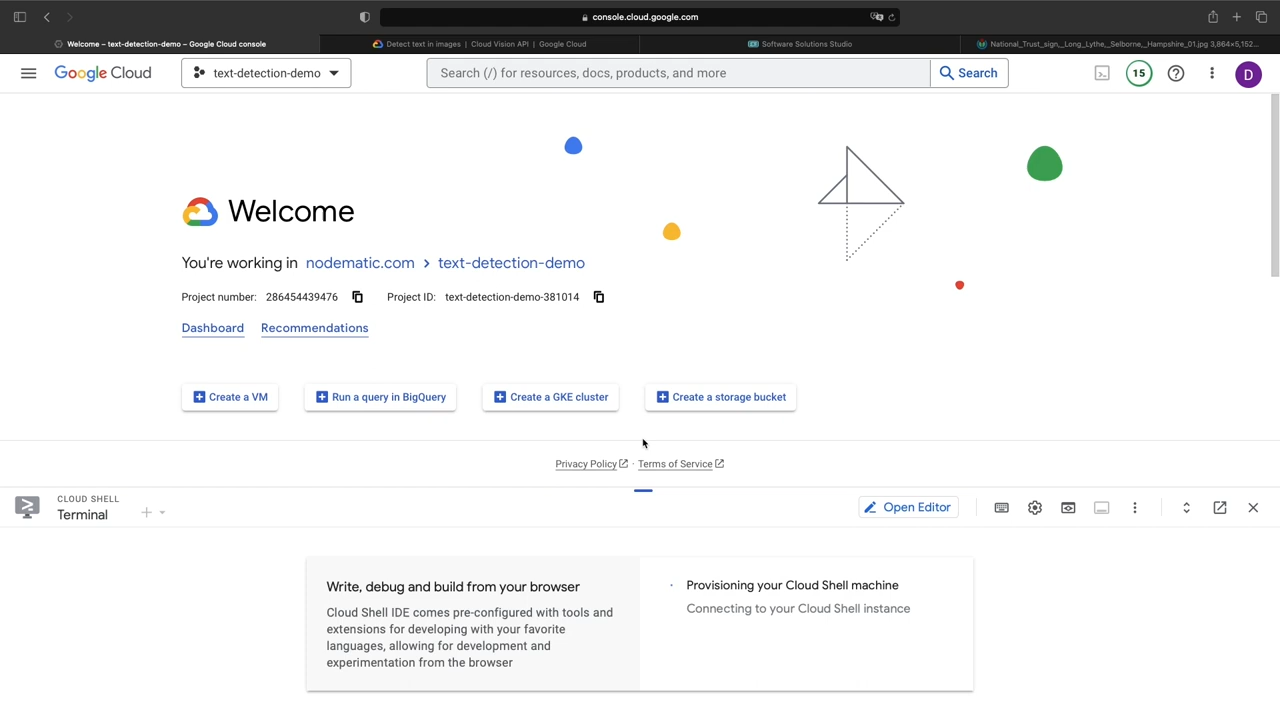 console.cloud.google.com
Welcome – text-detection-demo – Google Cloud console
Detect text in images | Cloud Vision API | Google Cloud
Software Solutions Studio
National_Trust_sign,_Long_Lythe,_Selborne,_Hampshire_01.jpg 3,864×5,152...
Google Cloud
text-detection-demo
Search (/) for resources, docs, products, and more
Search
15
D
Welcome
You're working in nodematic.com > text-detection-demo
Project number: 286454439476 Project ID: text-detection-demo-381014
Dashboard Recommendations
Create a VM
Run a query in BigQuery
Create a GKE cluster
Create a storage bucket
Privacy Policy · Terms of Service
CLOUD SHELL
Terminal
Open Editor
Write, debug and build from your browser
Cloud Shell IDE comes pre-configured with tools and
extensions for developing with your favorite
languages, allowing for development and
experimentation from the browser
Provisioning your Cloud Shell machine
Connecting to your Cloud Shell instance